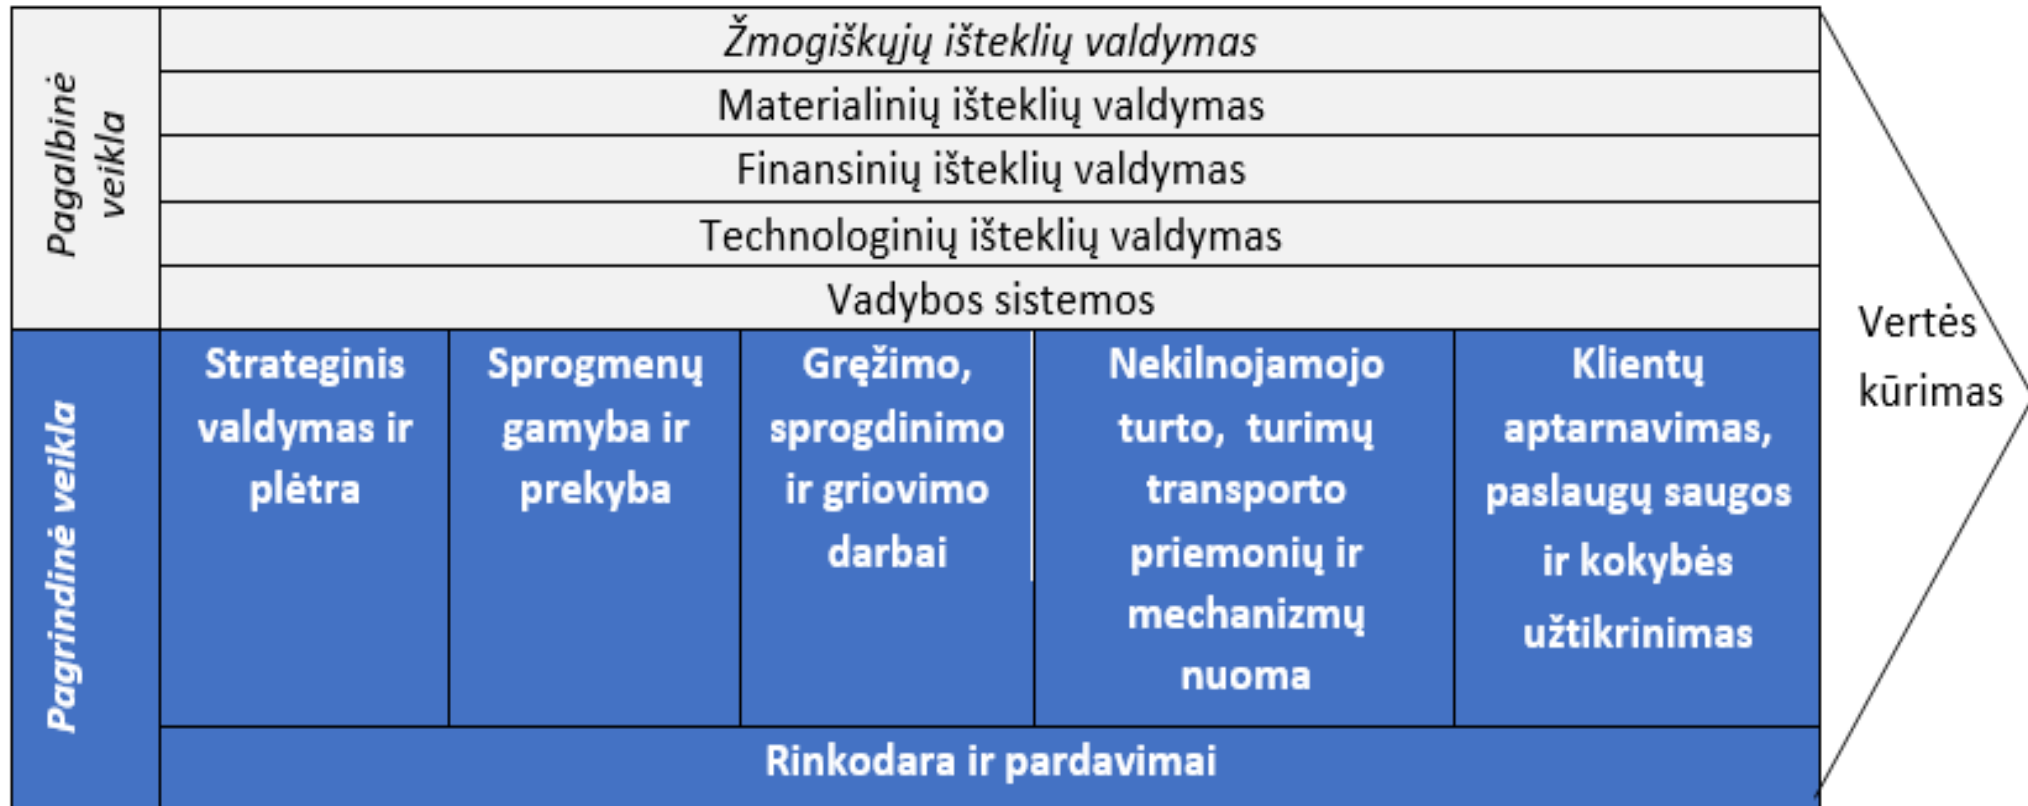 Pagalbinė
veikla
Žmogiškųjų išteklių valdymas
Materialinių išteklių valdymas
Finansinių išteklių valdymas
Technologinių išteklių valdymas
Vadybos sistemos
Pagrindinė veikla
Strateginis
valdymas ir
plėtra
Sprogmenų
gamyba ir
prekyba
Gręžimo,
sprogdinimo
ir griovimo
darbai
Nekilnojamojo
turto, turimų
transporto
priemonių ir
mechanizmų
nuoma
Klientų
aptarnavimas,
paslaugų saugos
ir kokybės
užtikrinimas
Rinkodara ir pardavimai
Vertės
kūrimas